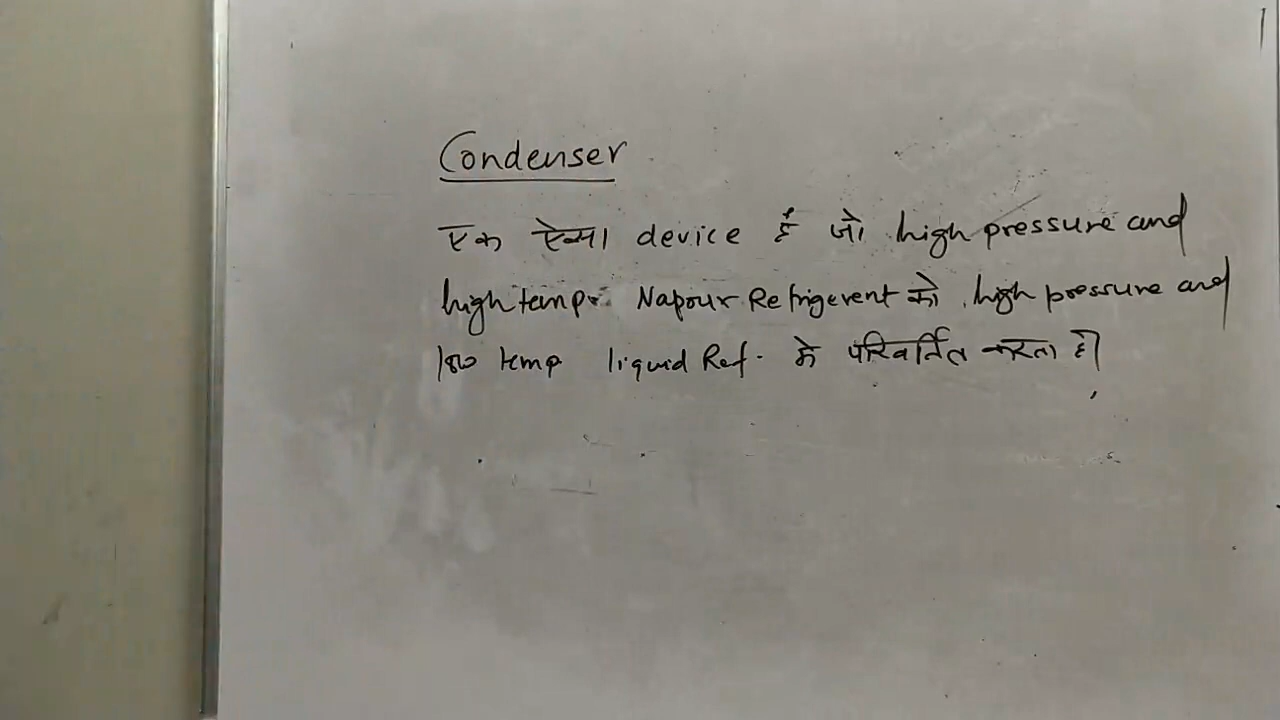 Condenser
एक ऐसा device हैं जो high pressure and
high temp. Vapour Refrigerent को high pressure and
low temp liquid Ref. मे परिवर्तित करता है।